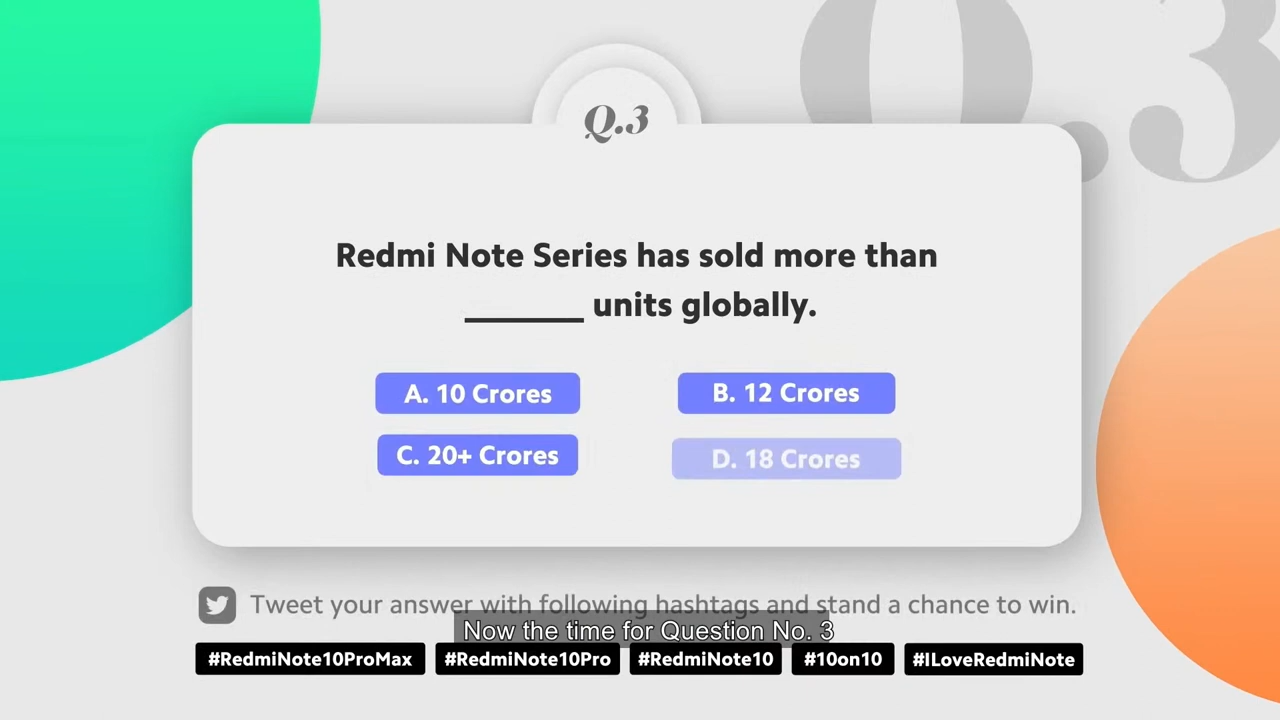 Q.3
Q.3
Redmi Note Series has sold more than
______ units globally.
A. 10 Crores
B. 12 Crores
C. 20+ Crores
D. 18 Crores
Tweet your answer with following hashtags and stand a chance to win.
Now the time for Question No. 3
#RedmiNote10ProMax #RedmiNote10Pro #RedmiNote10 #10on10 #ILoveRedmiNote